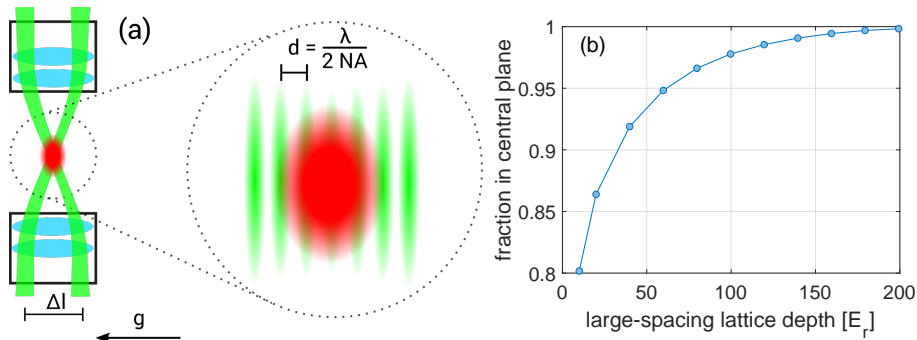 (a)
d = λ / 2 NA
Δl
g
(b)
fraction in central plane
1
0.95
0.9
0.85
0.8
0 50 100 150 200
large-spacing lattice depth [E_r]